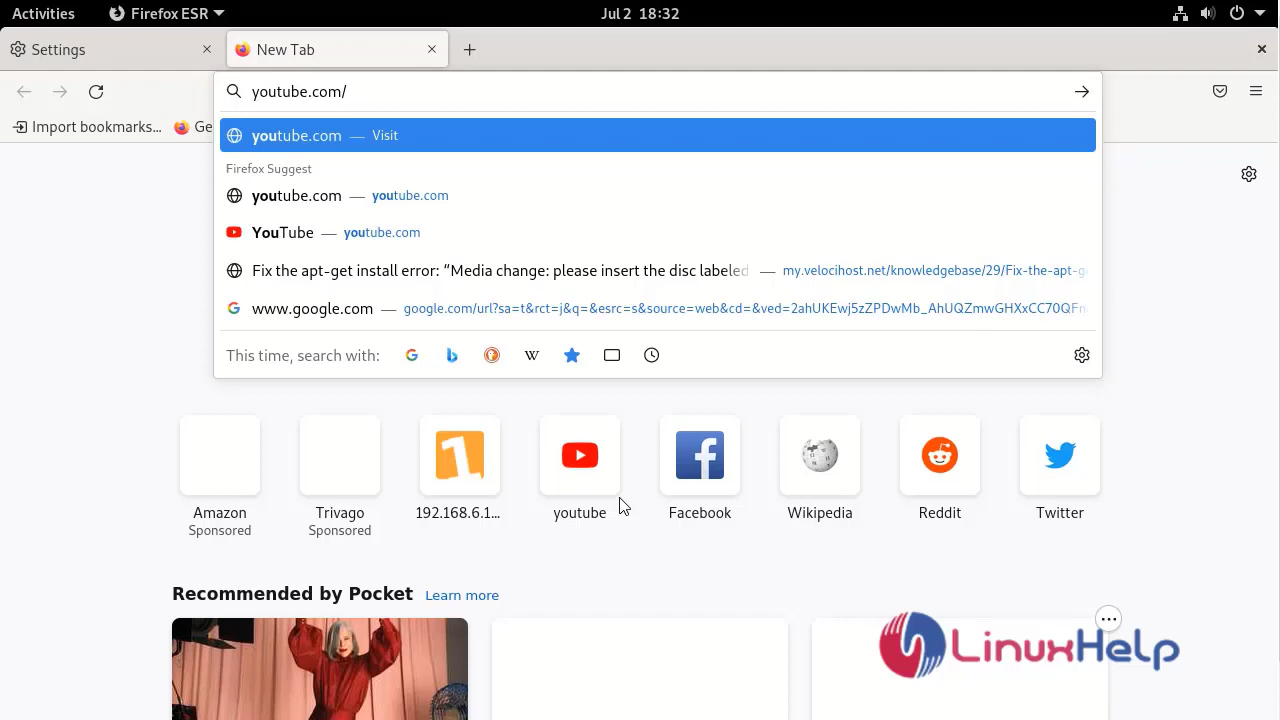 Activities Firefox ESR Jul 2 18:32
Settings New Tab
youtube.com/
Import bookmarks... Ge
youtube.com — Visit
Firefox Suggest
youtube.com — youtube.com
YouTube — youtube.com
Fix the apt-get install error: “Media change: please insert the disc labeled — my.velocihost.net/knowledgebase/29/Fix-the-apt-g
www.google.com — google.com/url?sa=t&rct=j&q=&esrc=s&source=web&cd=&ved=2ahUKEwj5zZPDwMb_AhUQZmwGHXxCC70QF
This time, search with:
Amazon Trivago 192.168.6.1... youtube Facebook Wikipedia Reddit Twitter
Sponsored Sponsored
Recommended by Pocket Learn more
LinuxHelp